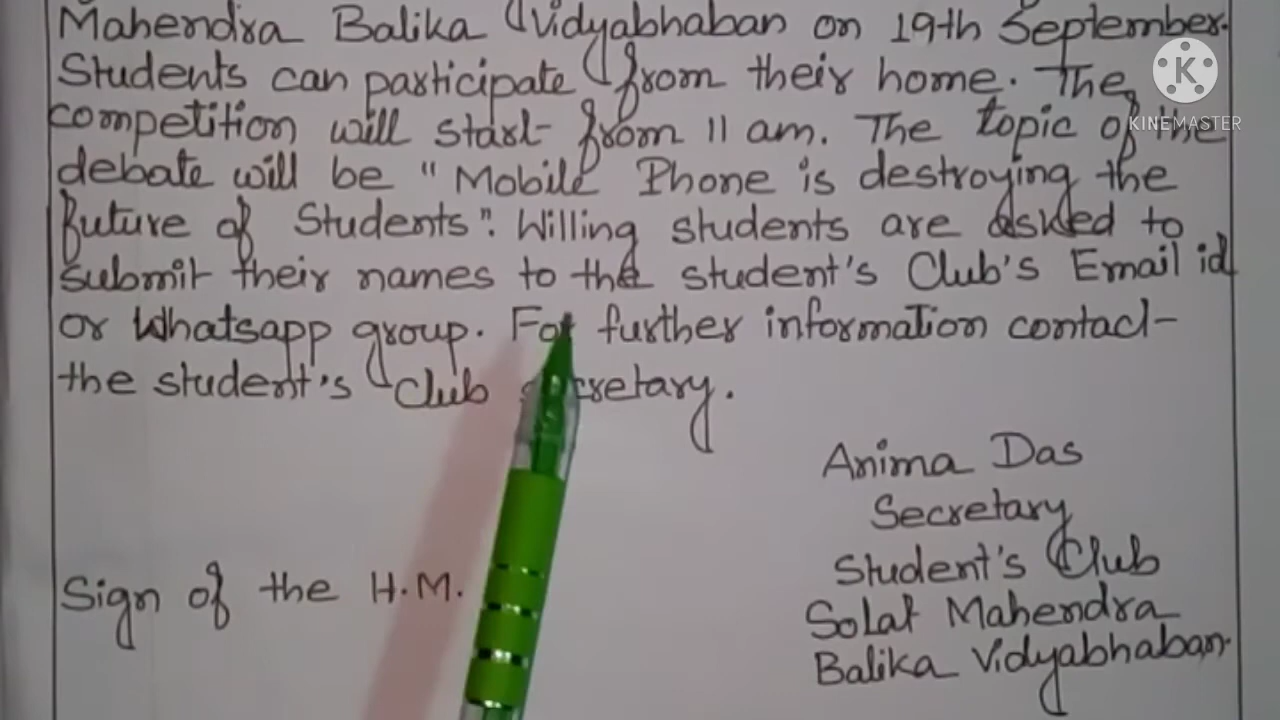 Mahendra Balika Vidyabhaban on 19th September.
Students can participate from their home. The
competition will start from 11 am. The topic of the
debate will be "Mobile Phone is destroying the
future of Students". Willing students are asked to
submit their names to the student's Club's Email id
or Whatsapp group. For further information contact
the student's Club secretary.
Anima Das
Secretary
Student's Club
Solat Mahendra
Balika Vidyabhaban.
Sign of the H.M.
K
KINEMASTER